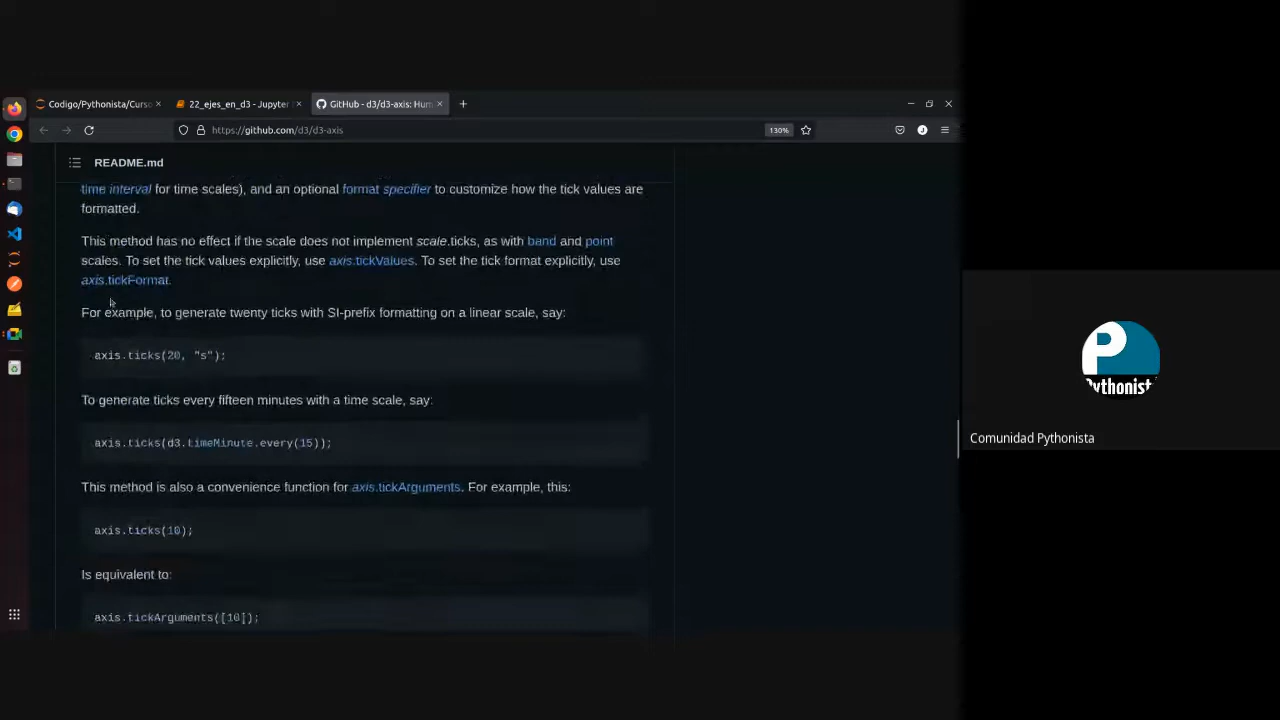 Codigo/Pythonista/Curso
22_ejes_en_d3 - Jupyter
GitHub - d3/d3-axis: Hum
https://github.com/d3/d3-axis
130%
README.md
time interval for time scales), and an optional format specifier to customize how the tick values are
formatted.
This method has no effect if the scale does not implement scale.ticks, as with band and point
scales. To set the tick values explicitly, use axis.tickValues. To set the tick format explicitly, use
axis.tickFormat.
For example, to generate twenty ticks with SI-prefix formatting on a linear scale, say:
axis.ticks(20, "s");
To generate ticks every fifteen minutes with a time scale, say:
axis.ticks(d3.timeMinute.every(15));
This method is also a convenience function for axis.tickArguments. For example, this:
axis.ticks(10);
Is equivalent to:
axis.tickArguments([10]);
P
Pythonist
Comunidad Pythonista